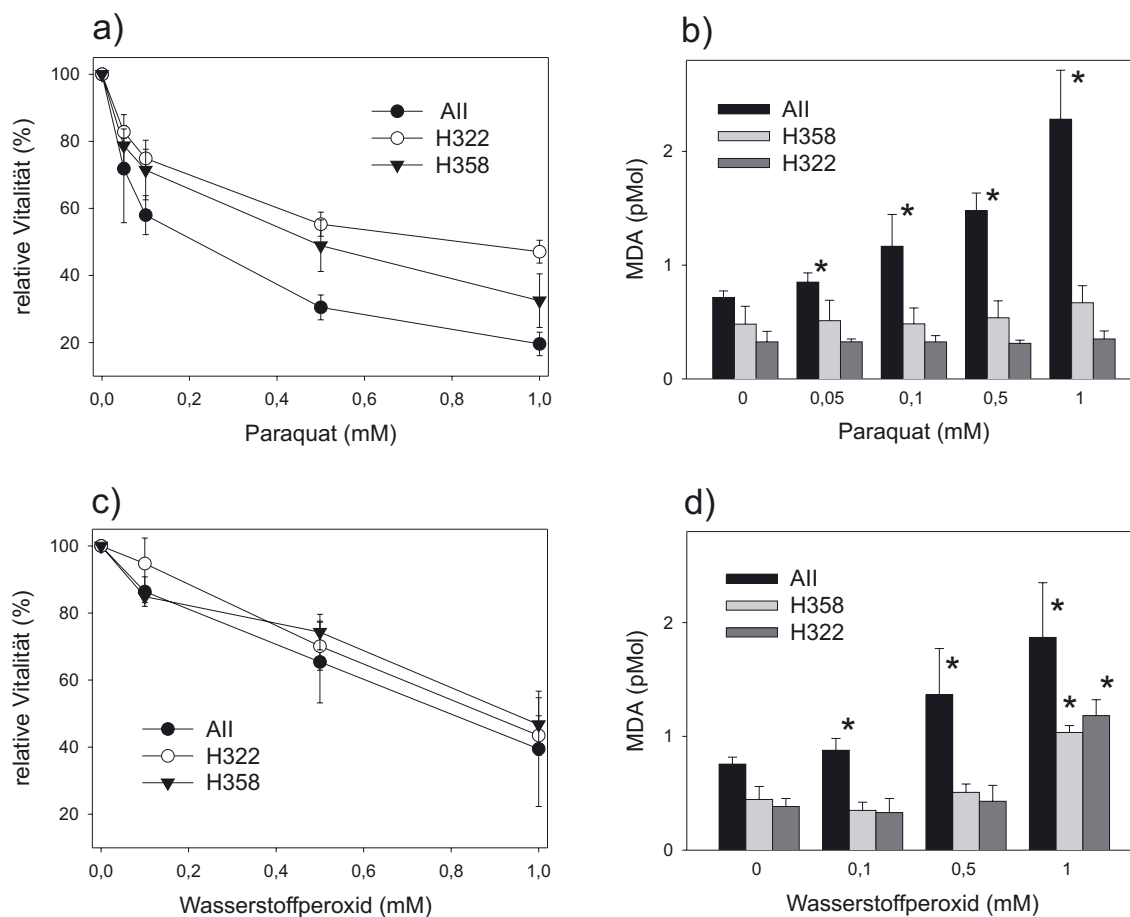 a)
relative Vitalität (%)
100
80
60
40
20
AII
H322
H358
0,0 0,2 0,4 0,6 0,8 1,0
Paraquat (mM)
b)
MDA (pMol)
2
1
0
AII
H358
H322
*
*
*
*
0 0,05 0,1 0,5 1
Paraquat (mM)
c)
relative Vitalität (%)
100
80
60
40
20
AII
H322
H358
0,0 0,2 0,4 0,6 0,8 1,0
Wasserstoffperoxid (mM)
d)
MDA (pMol)
2
1
0
AII
H358
H322
*
*
*
*
*
0 0,1 0,5 1
Wasserstoffperoxid (mM)